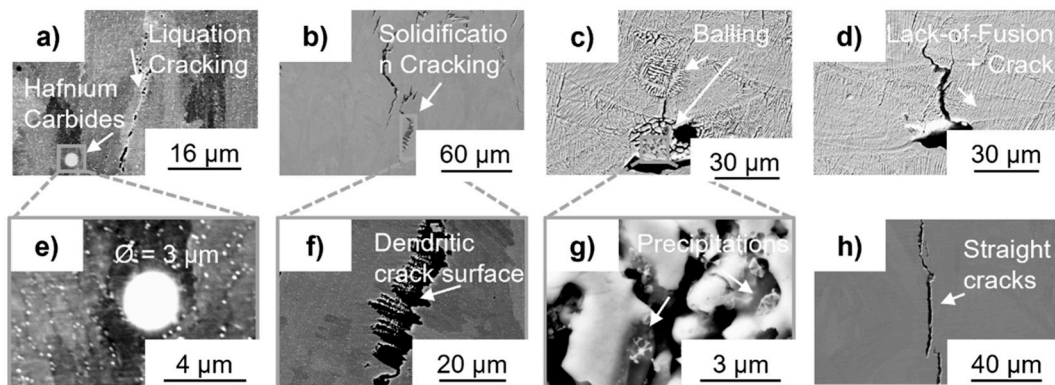 a)
Liquation
Cracking
Hafnium
Carbides
16 µm
b)
Solidificatio
n Cracking
60 µm
c)
Balling
30 µm
d)
Lack-of-Fusion
+ Crack
30 µm
e)
Ø = 3 µm
4 µm
f)
Dendritic
crack surface
20 µm
g)
Precipitations
3 µm
h)
Straight
cracks
40 µm